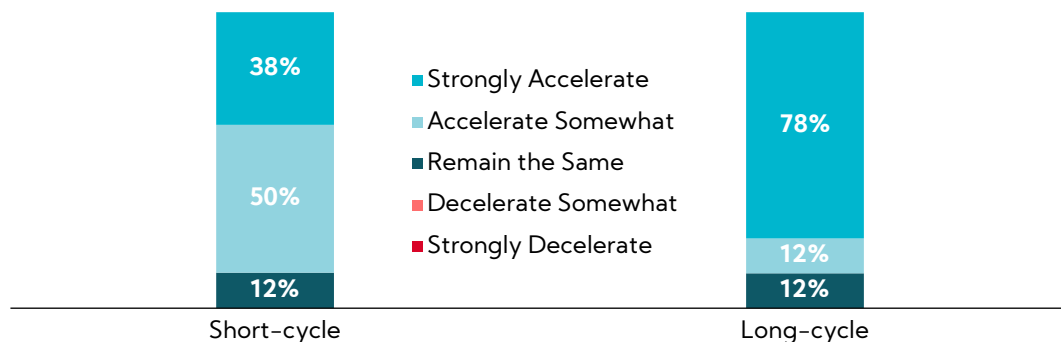 38%
50%
12%
Short-cycle
Strongly Accelerate
Accelerate Somewhat
Remain the Same
Decelerate Somewhat
Strongly Decelerate
78%
12%
12%
Long-cycle